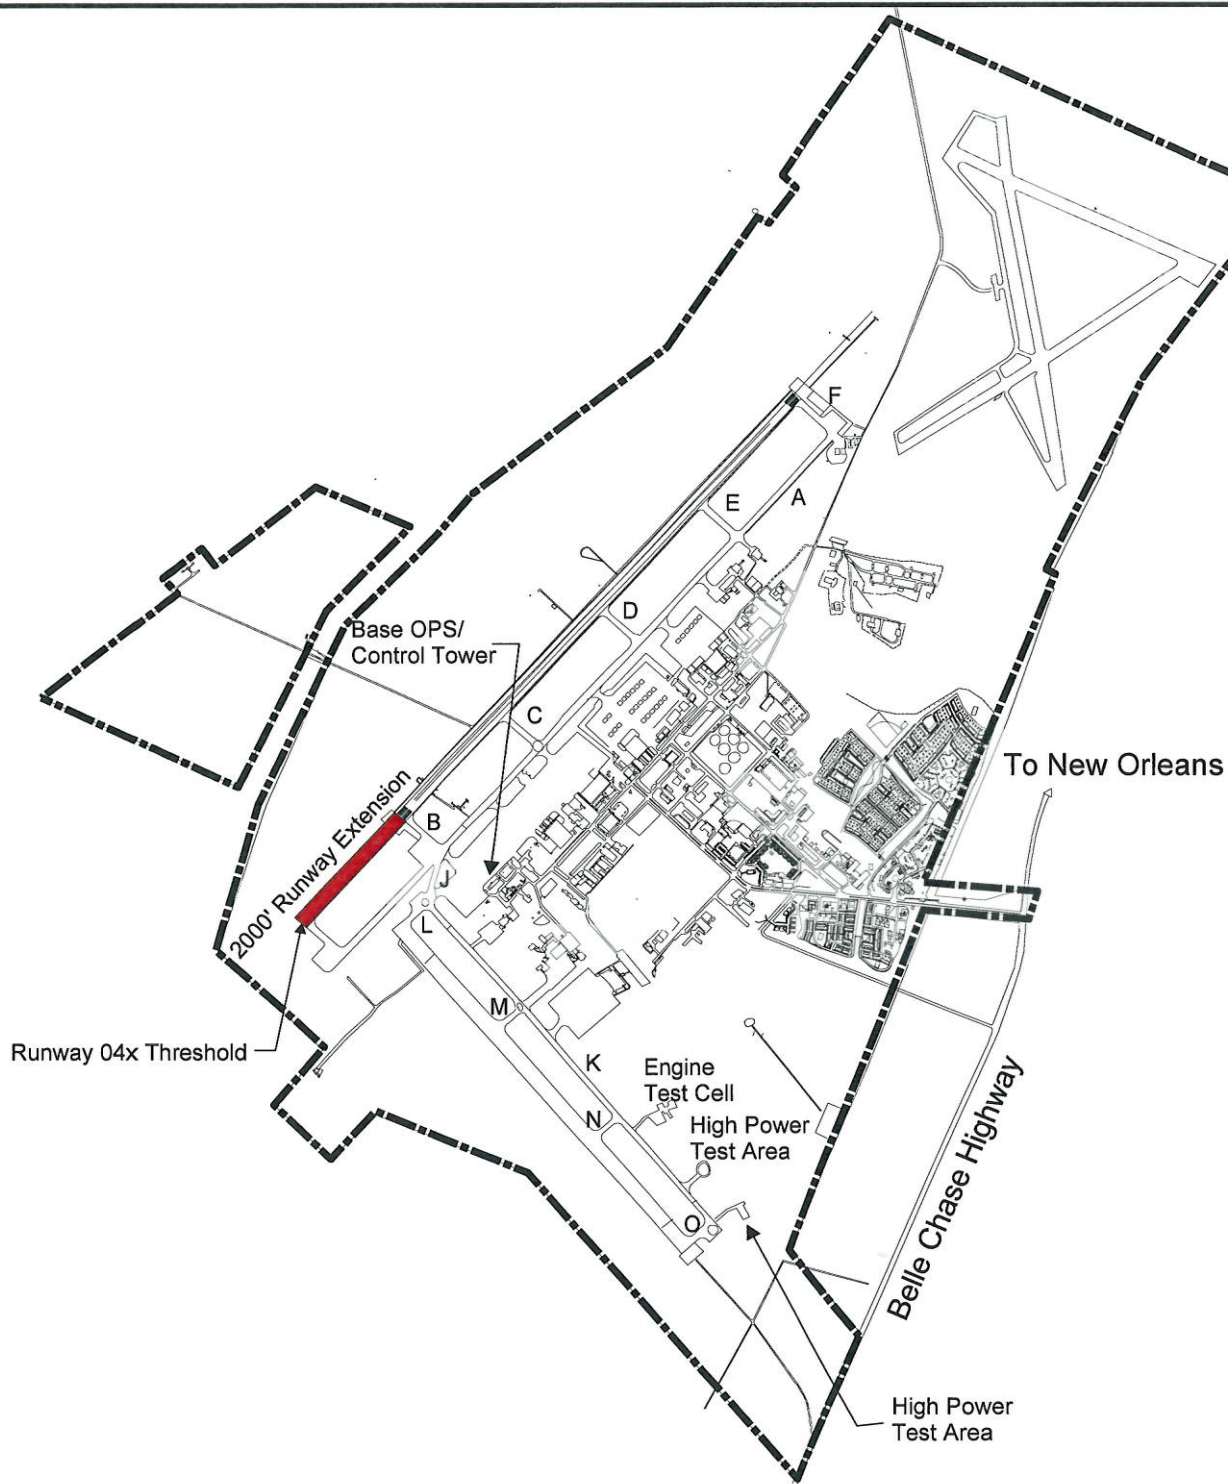 F
A
E
D
Base OPS/
Control Tower
C
To New Orleans
2000' Runway Extension
B
J
L
M
Runway 04x Threshold
K
Engine
Test Cell
N
High Power
Test Area
Belle Chase Highway
O
High Power
Test Area